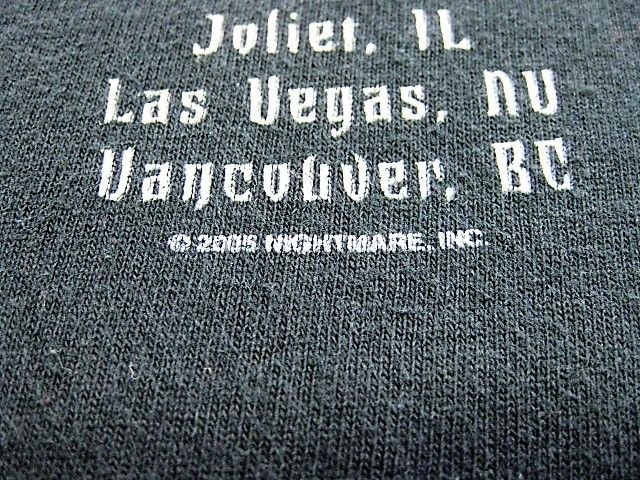 Joliet, IL
Las Vegas, NV
Vancouver, BC
© 2005 NIGHTMARE, INC.